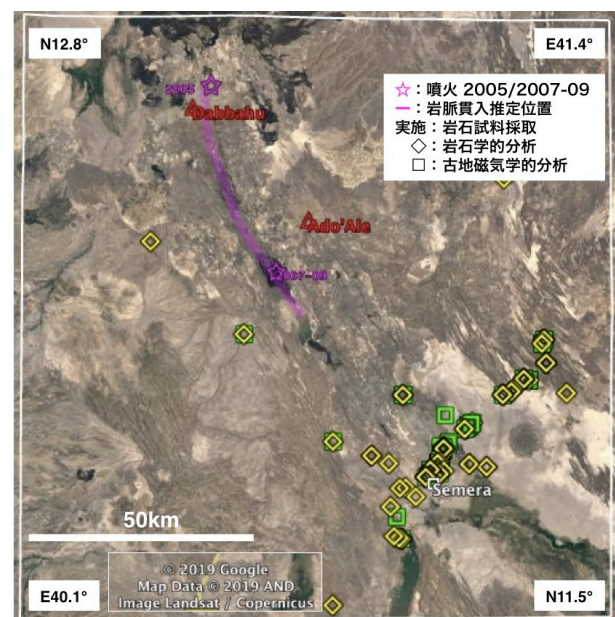 N12.8°
E41.4°
2005
Dabbahu
☆：噴火 2005/2007-09
ー：岩脈貫入推定位置
実施：岩石試料採取
◇：岩石学的分析
□：古地磁気学的分析
Ado'Ale
2007-09
Semera
50km
© 2019 Google
Map Data © 2019 AND
Image Landsat / Copernicus
E40.1°
N11.5°